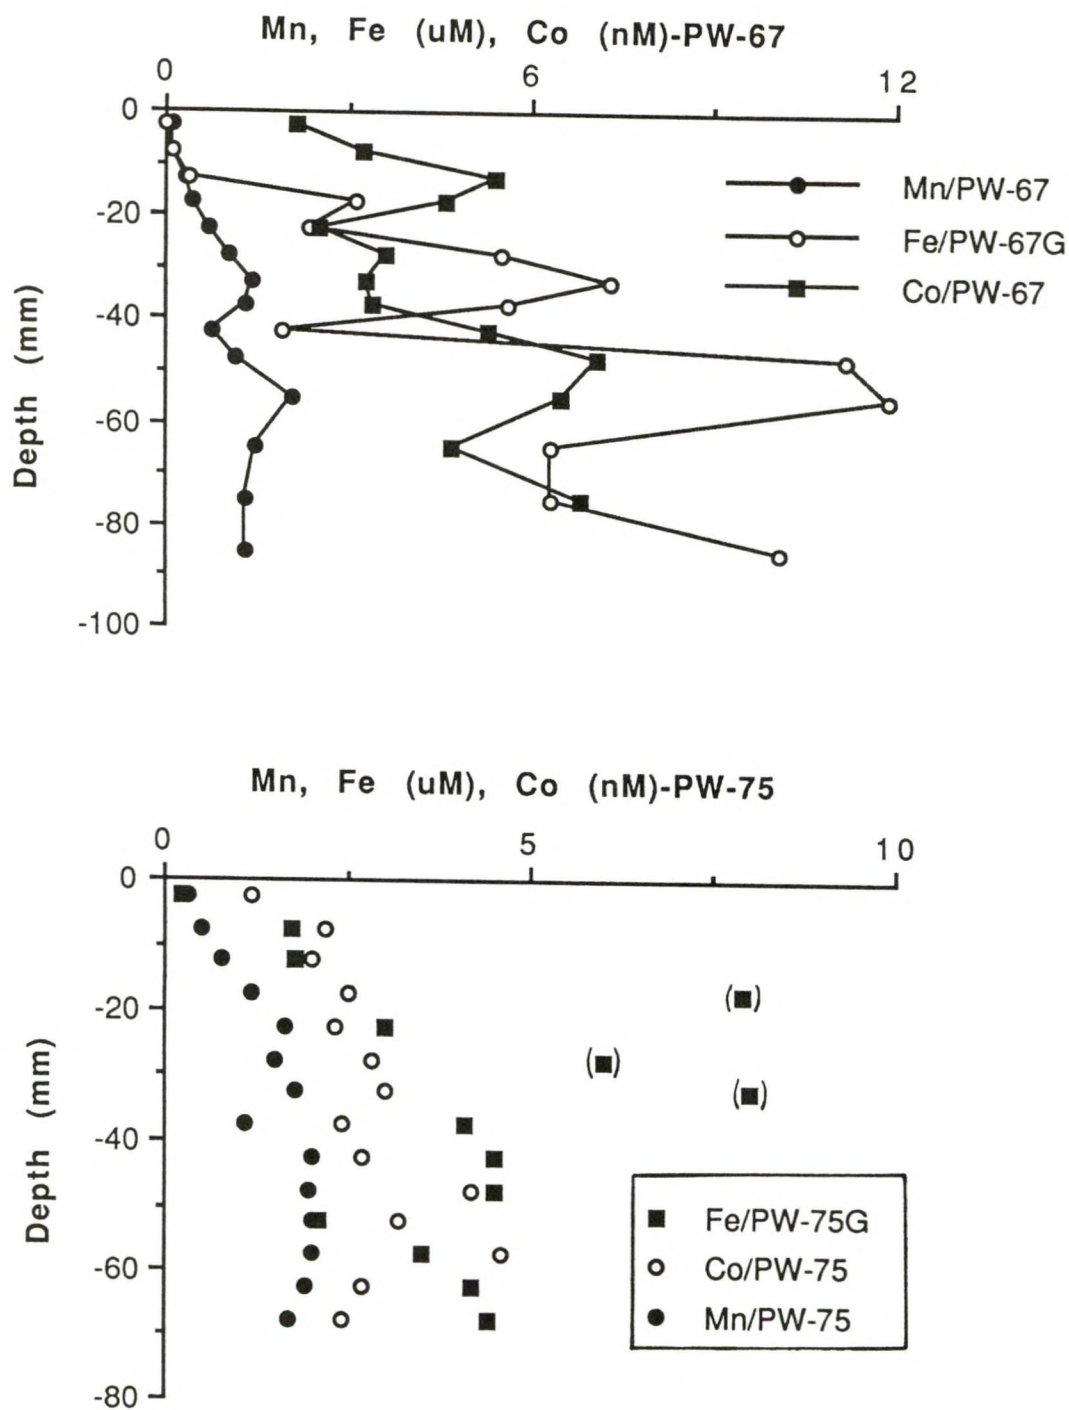 Mn, Fe (uM), Co (nM)-PW-67
0 6 12
0
-20
-40
-60
-80
-100
Depth (mm)
Mn/PW-67
Fe/PW-67G
Co/PW-67
Mn, Fe (uM), Co (nM)-PW-75
0 5 10
0
-20
-40
-60
-80
Depth (mm)
( )
( )
( )
Fe/PW-75G
Co/PW-75
Mn/PW-75